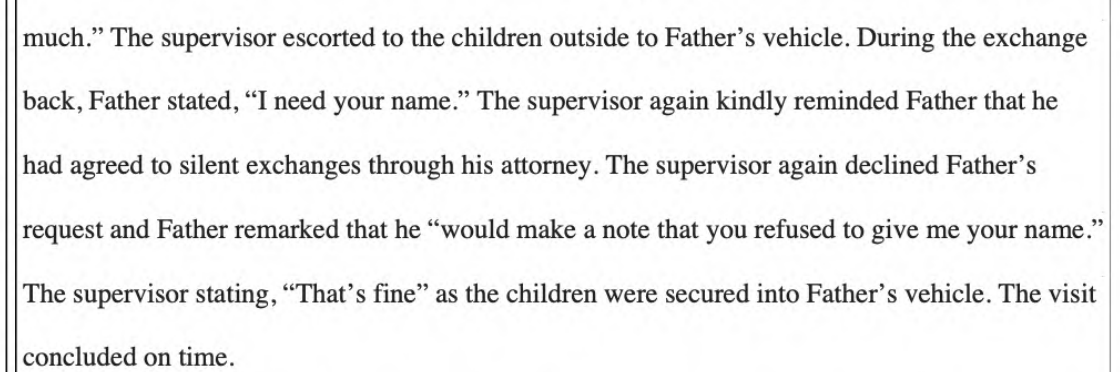 much.” The supervisor escorted to the children outside to Father’s vehicle. During the exchange
back, Father stated, “I need your name.” The supervisor again kindly reminded Father that he
had agreed to silent exchanges through his attorney. The supervisor again declined Father’s
request and Father remarked that he “would make a note that you refused to give me your name.”
The supervisor stating, “That’s fine” as the children were secured into Father’s vehicle. The visit
concluded on time.